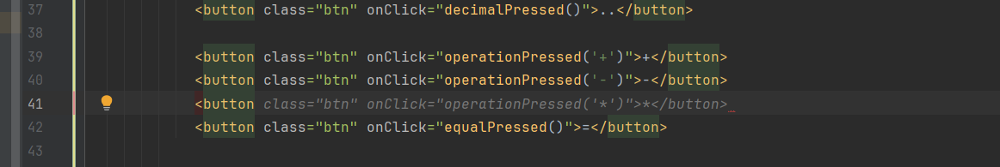 37 <button class="btn" onClick="decimalPressed()">..</button>
38
39 <button class="btn" onClick="operationPressed('+')">+</button>
40 <button class="btn" onClick="operationPressed('-')">-</button>
41 <button class="btn" onClick="operationPressed('*')">*</button>
42 <button class="btn" onClick="equalPressed()">=</button>
43